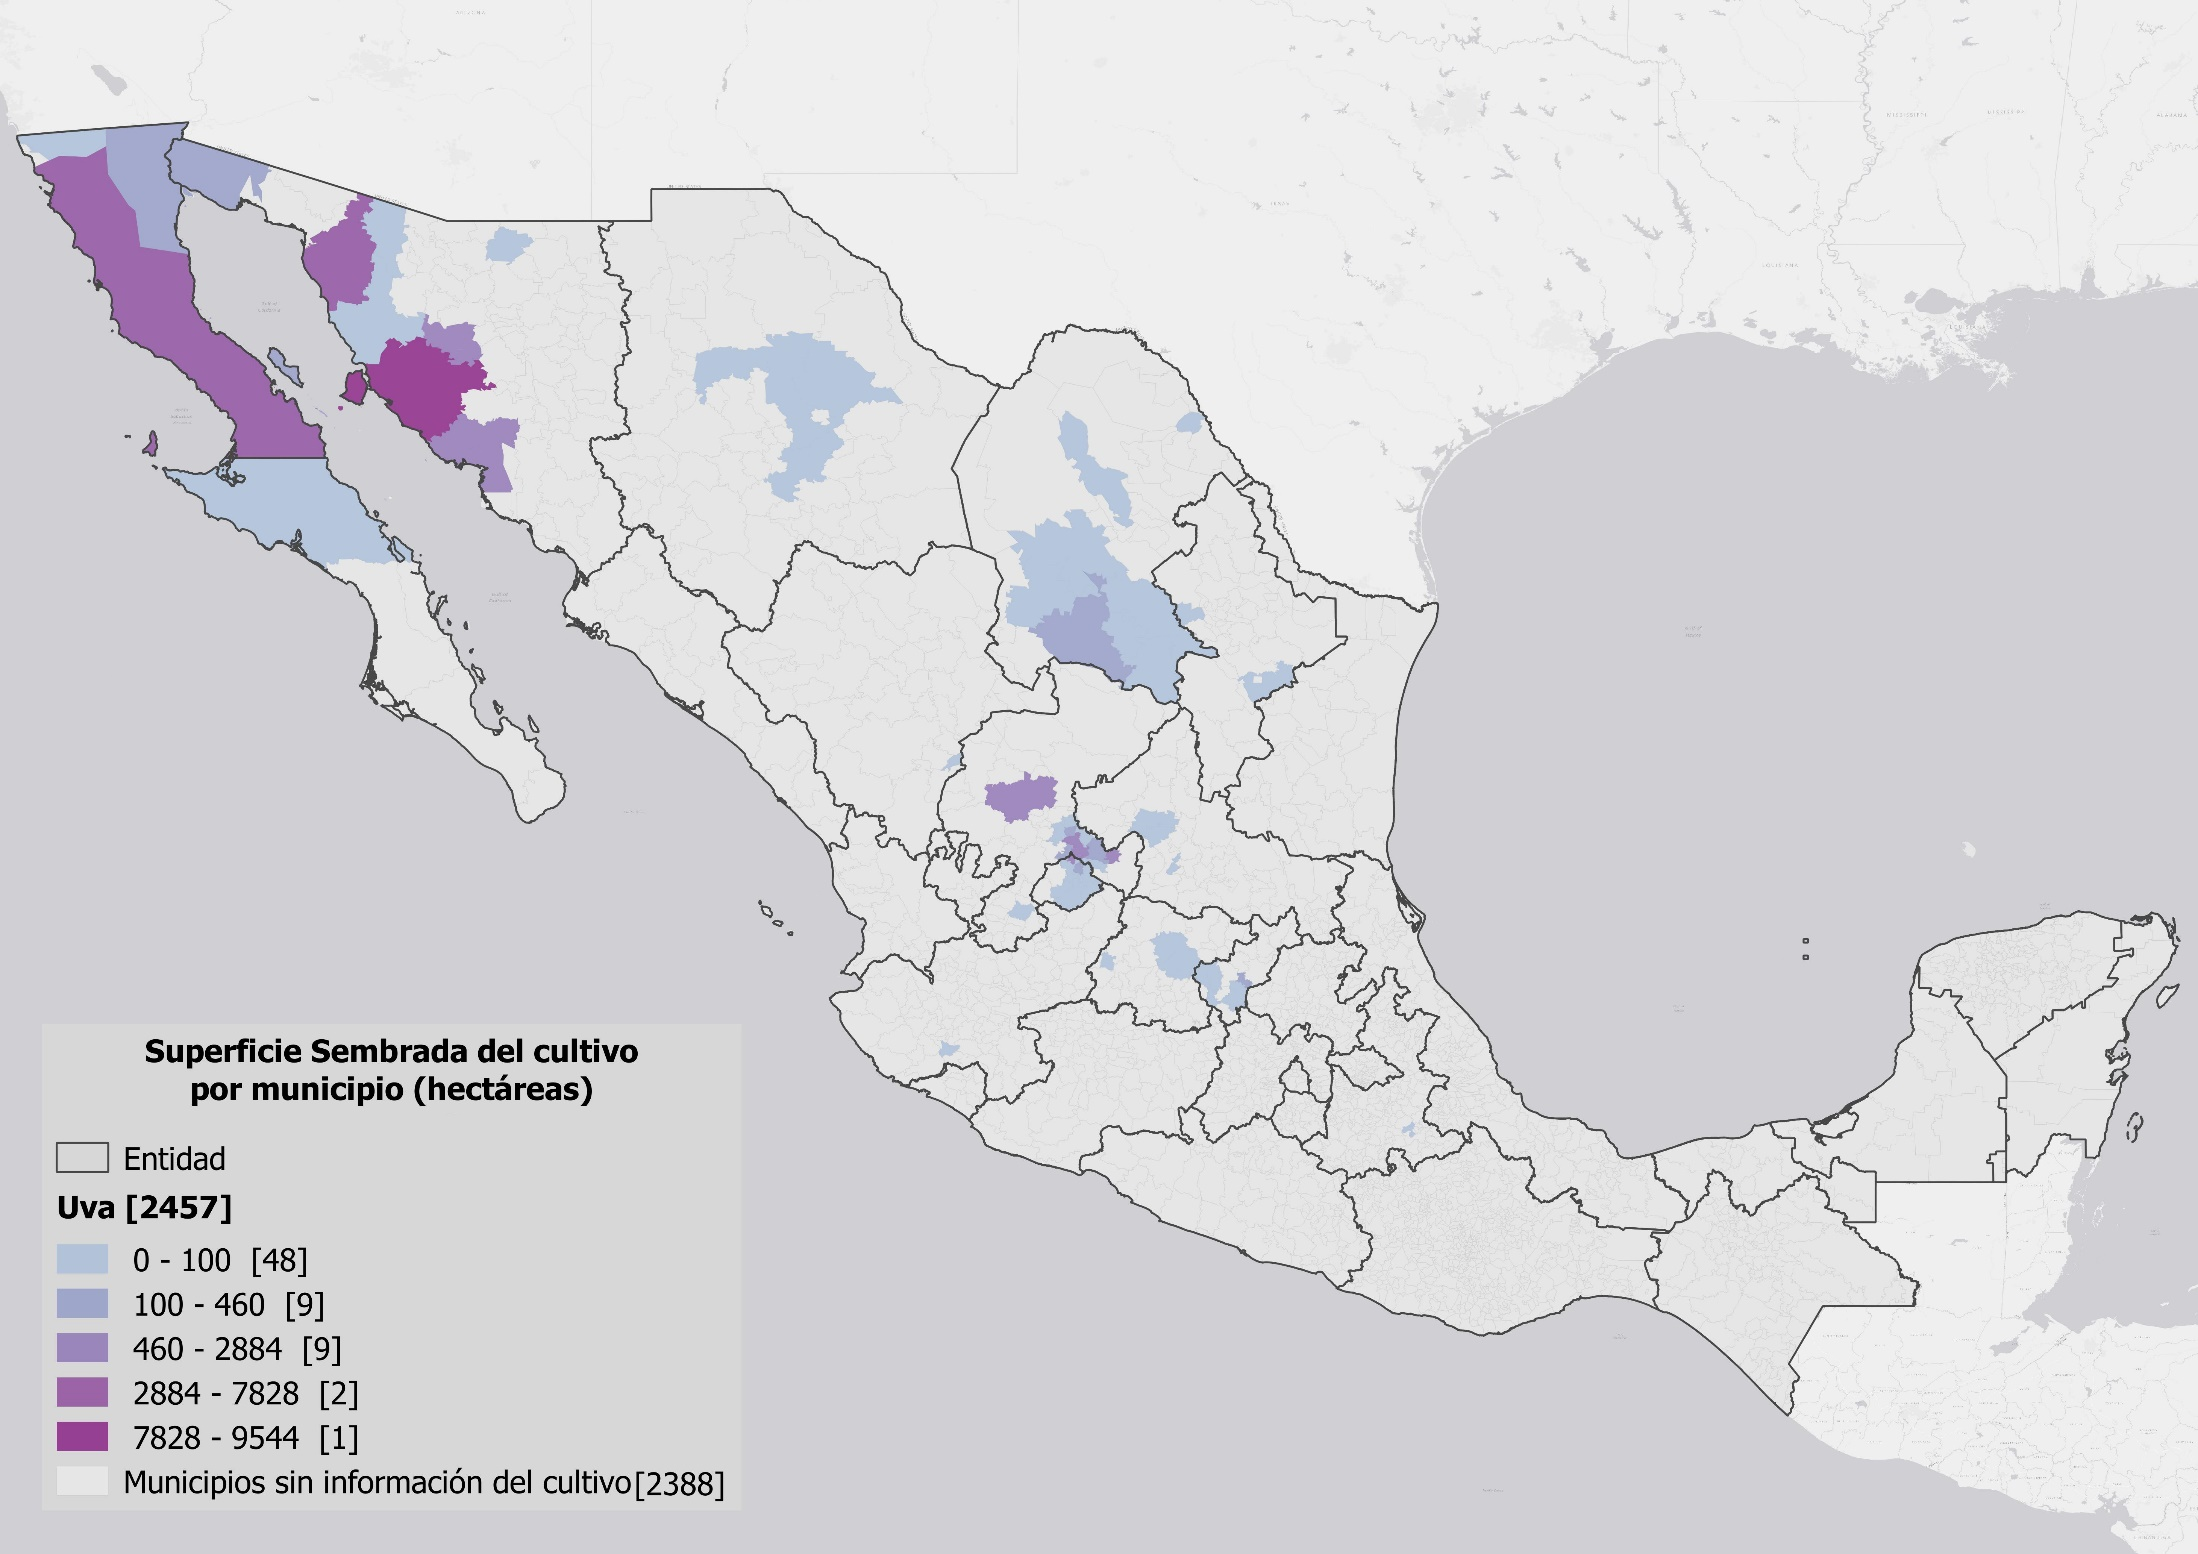 Superficie Sembrada del cultivo
por municipio (hectáreas)
Entidad
Uva [2457]
0 - 100 [48]
100 - 460 [9]
460 - 2884 [9]
2884 - 7828 [2]
7828 - 9544 [1]
Municipios sin información del cultivo[2388]